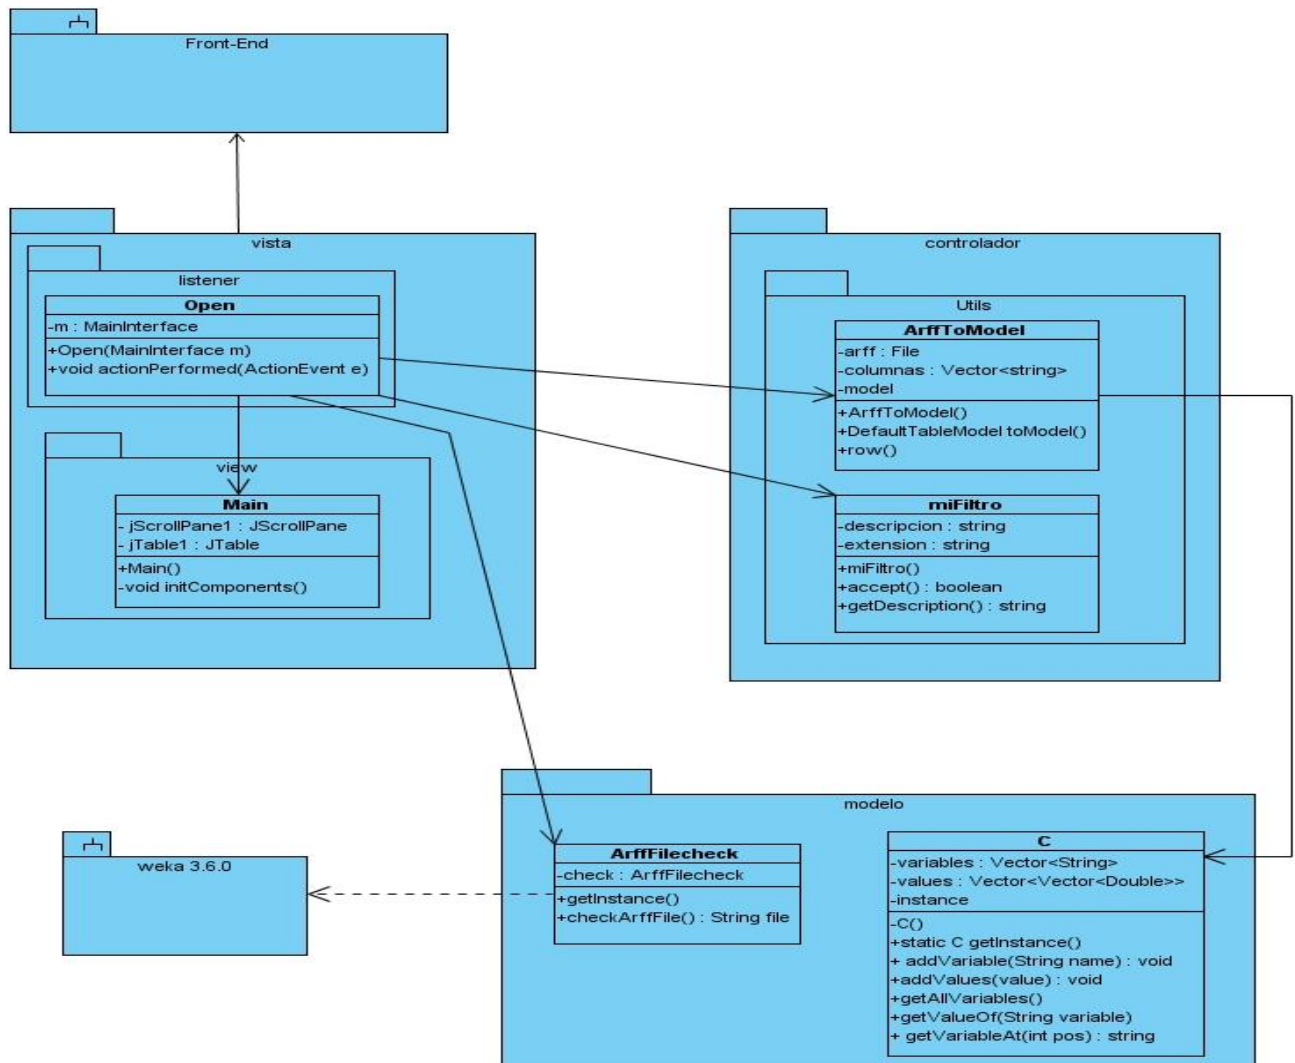 Front-End
vista
listener
Open
-m : MainInterface
+Open(MainInterface m)
+void actionPerformed(ActionEvent e)
view
Main
- jScrollPane1 : JScrollPane
- jTable1 : JTable
+Main()
-void initComponents()
controlador
Utils
ArffToModel
-arff : File
-columnas : Vector<string>
-model
+ArffToModel()
+DefaultTableModel toModel()
+row()
miFiltro
-descripcion : string
-extension : string
+miFiltro()
+accept() : boolean
+getDescription() : string
weka 3.6.0
modelo
ArffFilecheck
-check : ArffFilecheck
+getInstance()
+checkArffFile() : String file
C
-variables : Vector<String>
-values : Vector<Vector<Double>>
-instance
-C()
+static C getInstance()
+ addVariable(String name) : void
+addValues(value) : void
+getAllVariables()
+getValueOf(String variable)
+ getVariableAt(int pos) : string